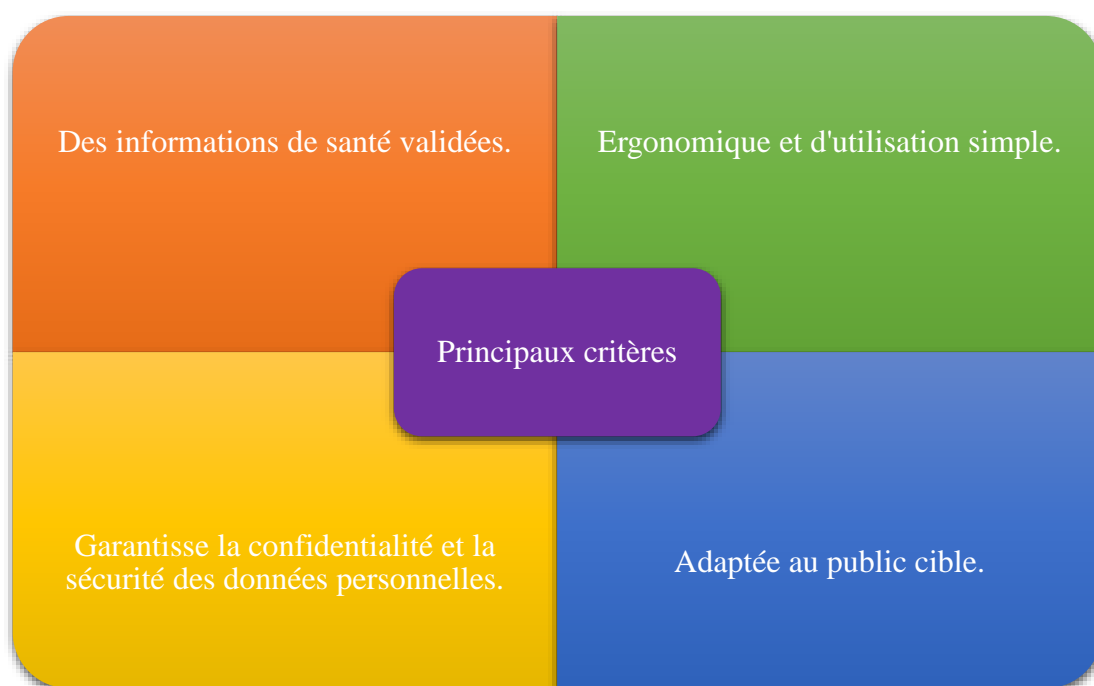 Des informations de santé validées.
Ergonomique et d'utilisation simple.
Principaux critères
Garantisse la confidentialité et la
sécurité des données personnelles.
Adaptée au public cible.